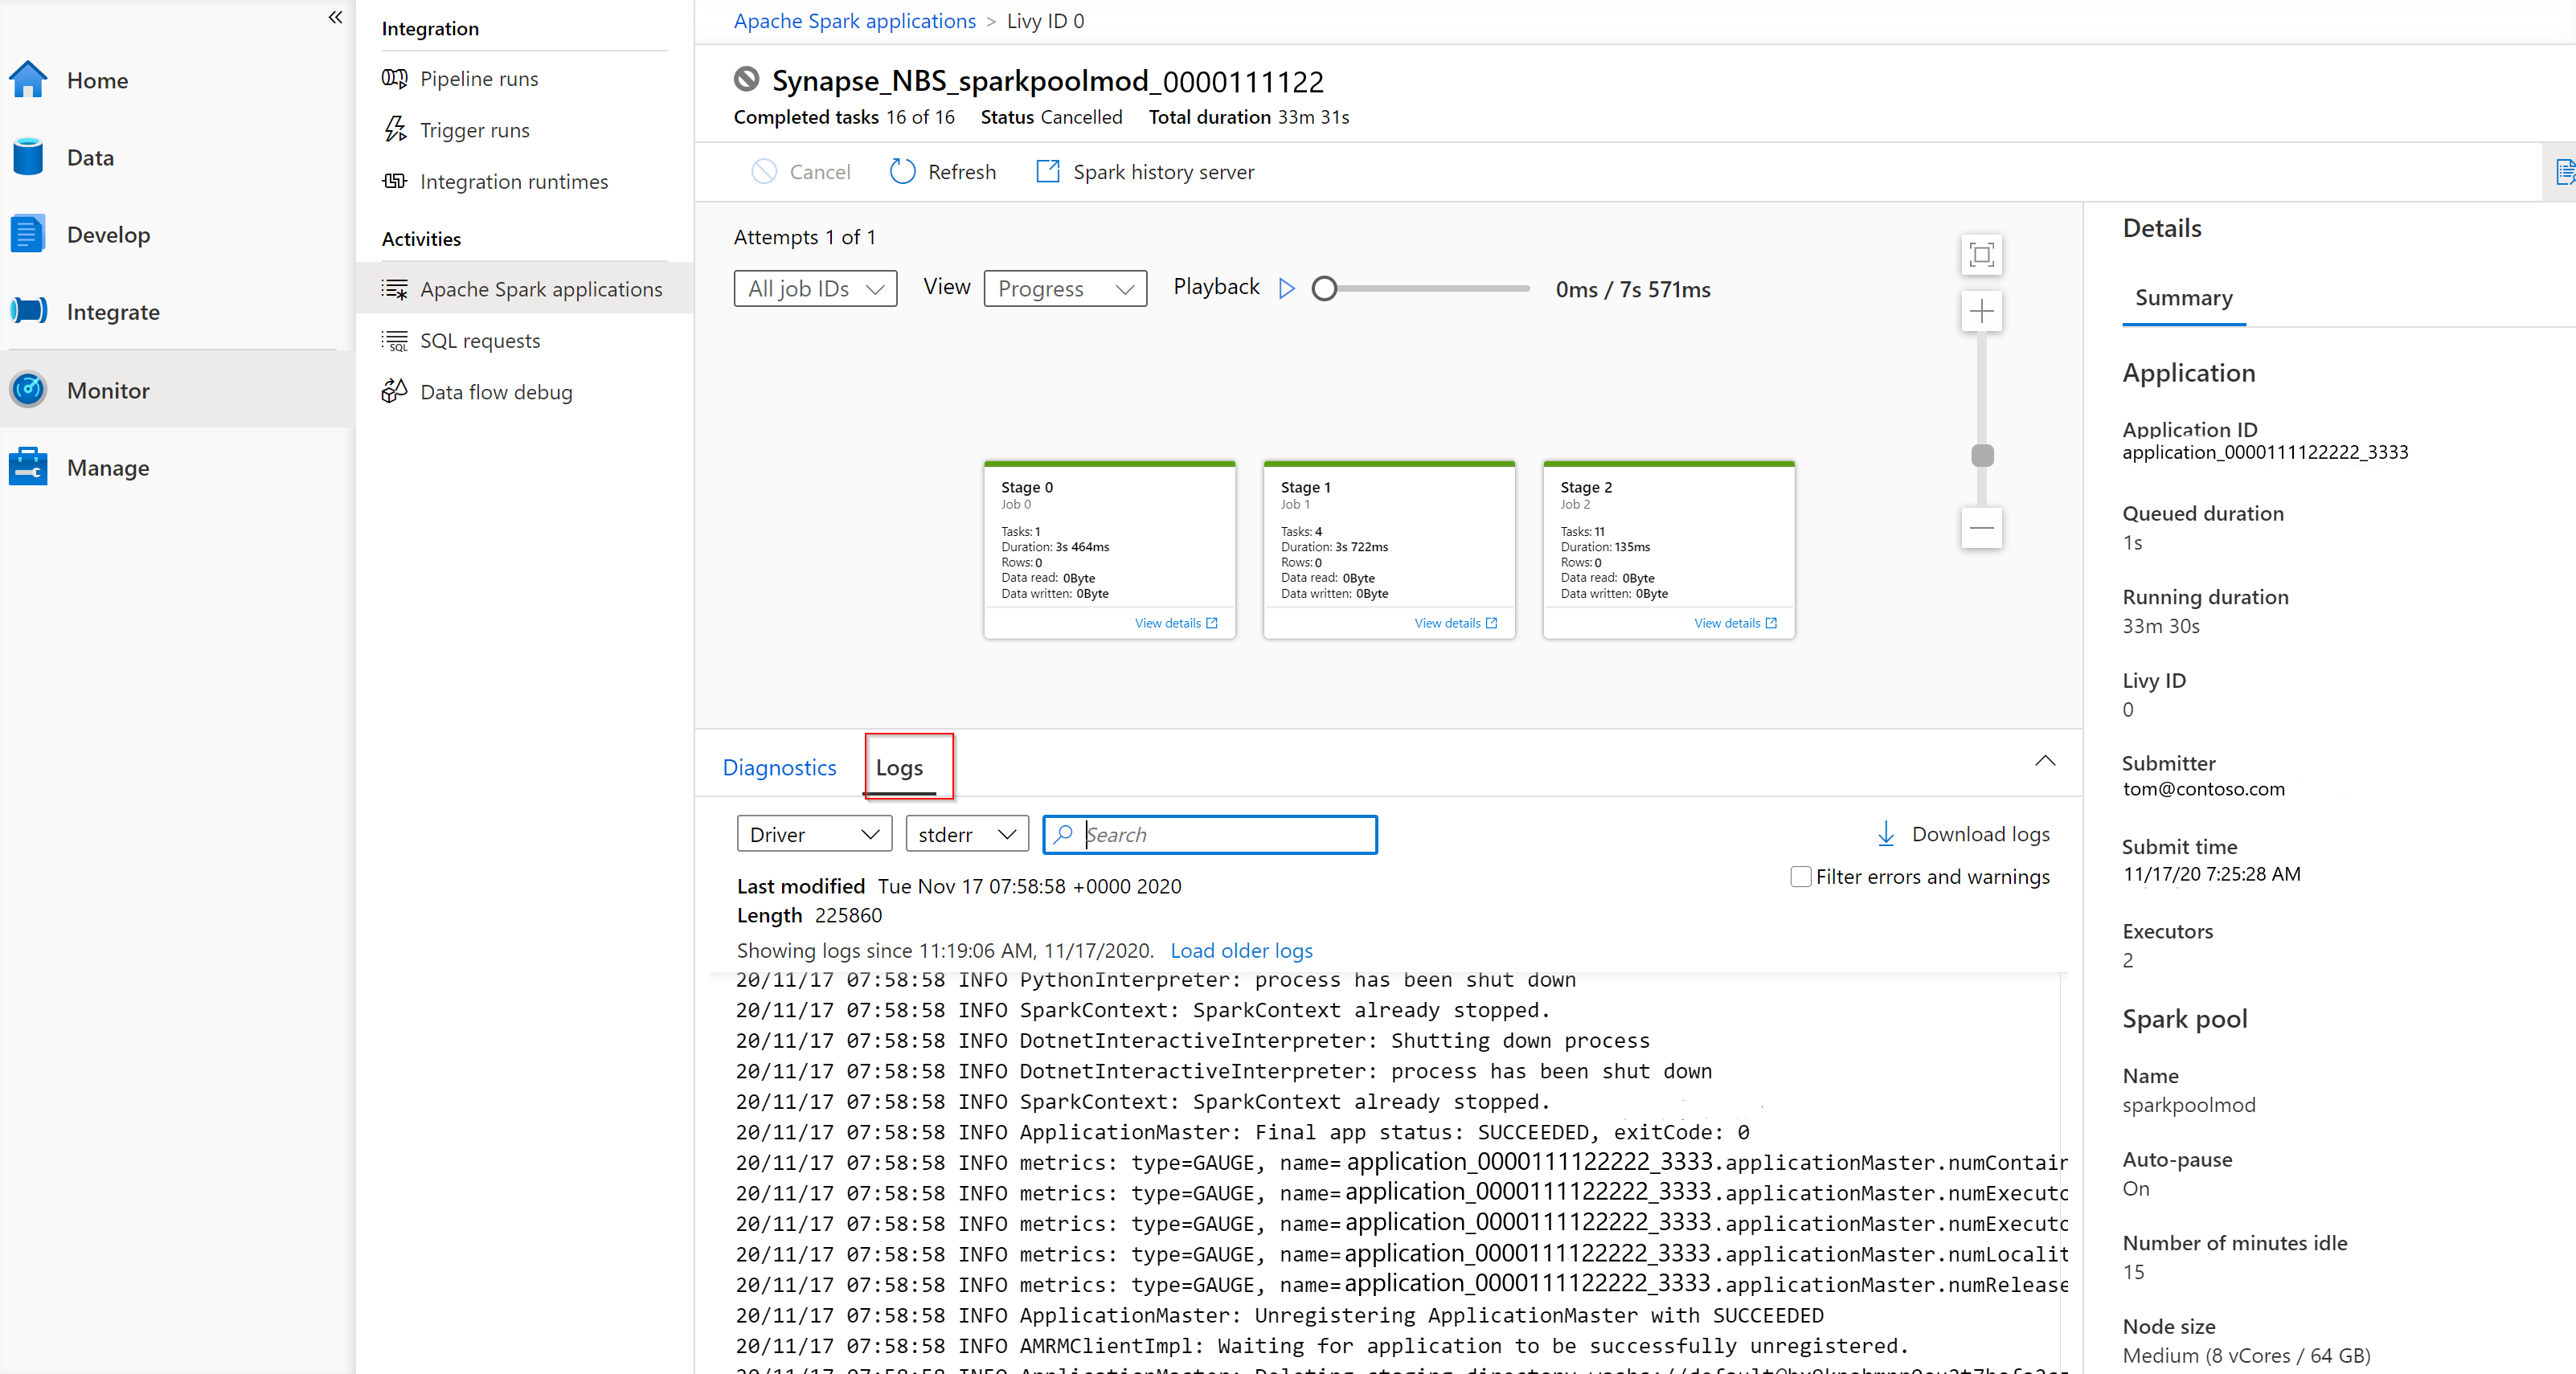 Home
Data
Develop
Integrate
Monitor
Manage
Integration
Pipeline runs
Trigger runs
Integration runtimes
Activities
Apache Spark applications
SQL requests
Data flow debug
Apache Spark applications > Livy ID 0
Synapse_NBS_sparkpoolmod_0000111122
Completed tasks 16 of 16 Status Cancelled Total duration 33m 31s
Cancel Refresh Spark history server
Attempts 1 of 1
All job IDs View Progress Playback 0ms / 7s 571ms
Stage 0
Job 0
Tasks: 1
Duration: 3s 464ms
Rows: 0
Data read: 0Byte
Data written: 0Byte
View details
Stage 1
Job 1
Tasks: 4
Duration: 3s 722ms
Rows: 0
Data read: 0Byte
Data written: 0Byte
View details
Stage 2
Job 2
Tasks: 11
Duration: 135ms
Rows: 0
Data read: 0Byte
Data written: 0Byte
View details
Diagnostics Logs
Driver stderr Search Download logs
Filter errors and warnings
Last modified Tue Nov 17 07:58:58 +0000 2020
Length 225860
Showing logs since 11:19:06 AM, 11/17/2020. Load older logs
20/11/17 07:58:58 INFO PythonInterpreter: process has been shut down
20/11/17 07:58:58 INFO SparkContext: SparkContext already stopped.
20/11/17 07:58:58 INFO DotnetInteractiveInterpreter: Shutting down process
20/11/17 07:58:58 INFO DotnetInteractiveInterpreter: process has been shut down
20/11/17 07:58:58 INFO SparkContext: SparkContext already stopped.
20/11/17 07:58:58 INFO ApplicationMaster: Final app status: SUCCEEDED, exitCode: 0
20/11/17 07:58:58 INFO metrics: type=GAUGE, name=application_0000111122222_3333.applicationMaster.numContain
20/11/17 07:58:58 INFO metrics: type=GAUGE, name=application_0000111122222_3333.applicationMaster.numExecuto
20/11/17 07:58:58 INFO metrics: type=GAUGE, name=application_0000111122222_3333.applicationMaster.numExecuto
20/11/17 07:58:58 INFO metrics: type=GAUGE, name=application_0000111122222_3333.applicationMaster.numLocalit
20/11/17 07:58:58 INFO metrics: type=GAUGE, name=application_0000111122222_3333.applicationMaster.numRelease
20/11/17 07:58:58 INFO ApplicationMaster: Unregistering ApplicationMaster with SUCCEEDED
20/11/17 07:58:58 INFO AMRMClientImpl: Waiting for application to be successfully unregistered.
20/11/17 07:58:58 INFO ApplicationMaster: Deleting staging directory
Details
Summary
Application
Application ID
application_0000111122222_3333
Queued duration
1s
Running duration
33m 30s
Livy ID
0
Submitter
tom@contoso.com
Submit time
11/17/20 7:25:28 AM
Executors
2
Spark pool
Name
sparkpoolmod
Auto-pause
On
Number of minutes idle
15
Node size
Medium (8 vCores / 64 GB)